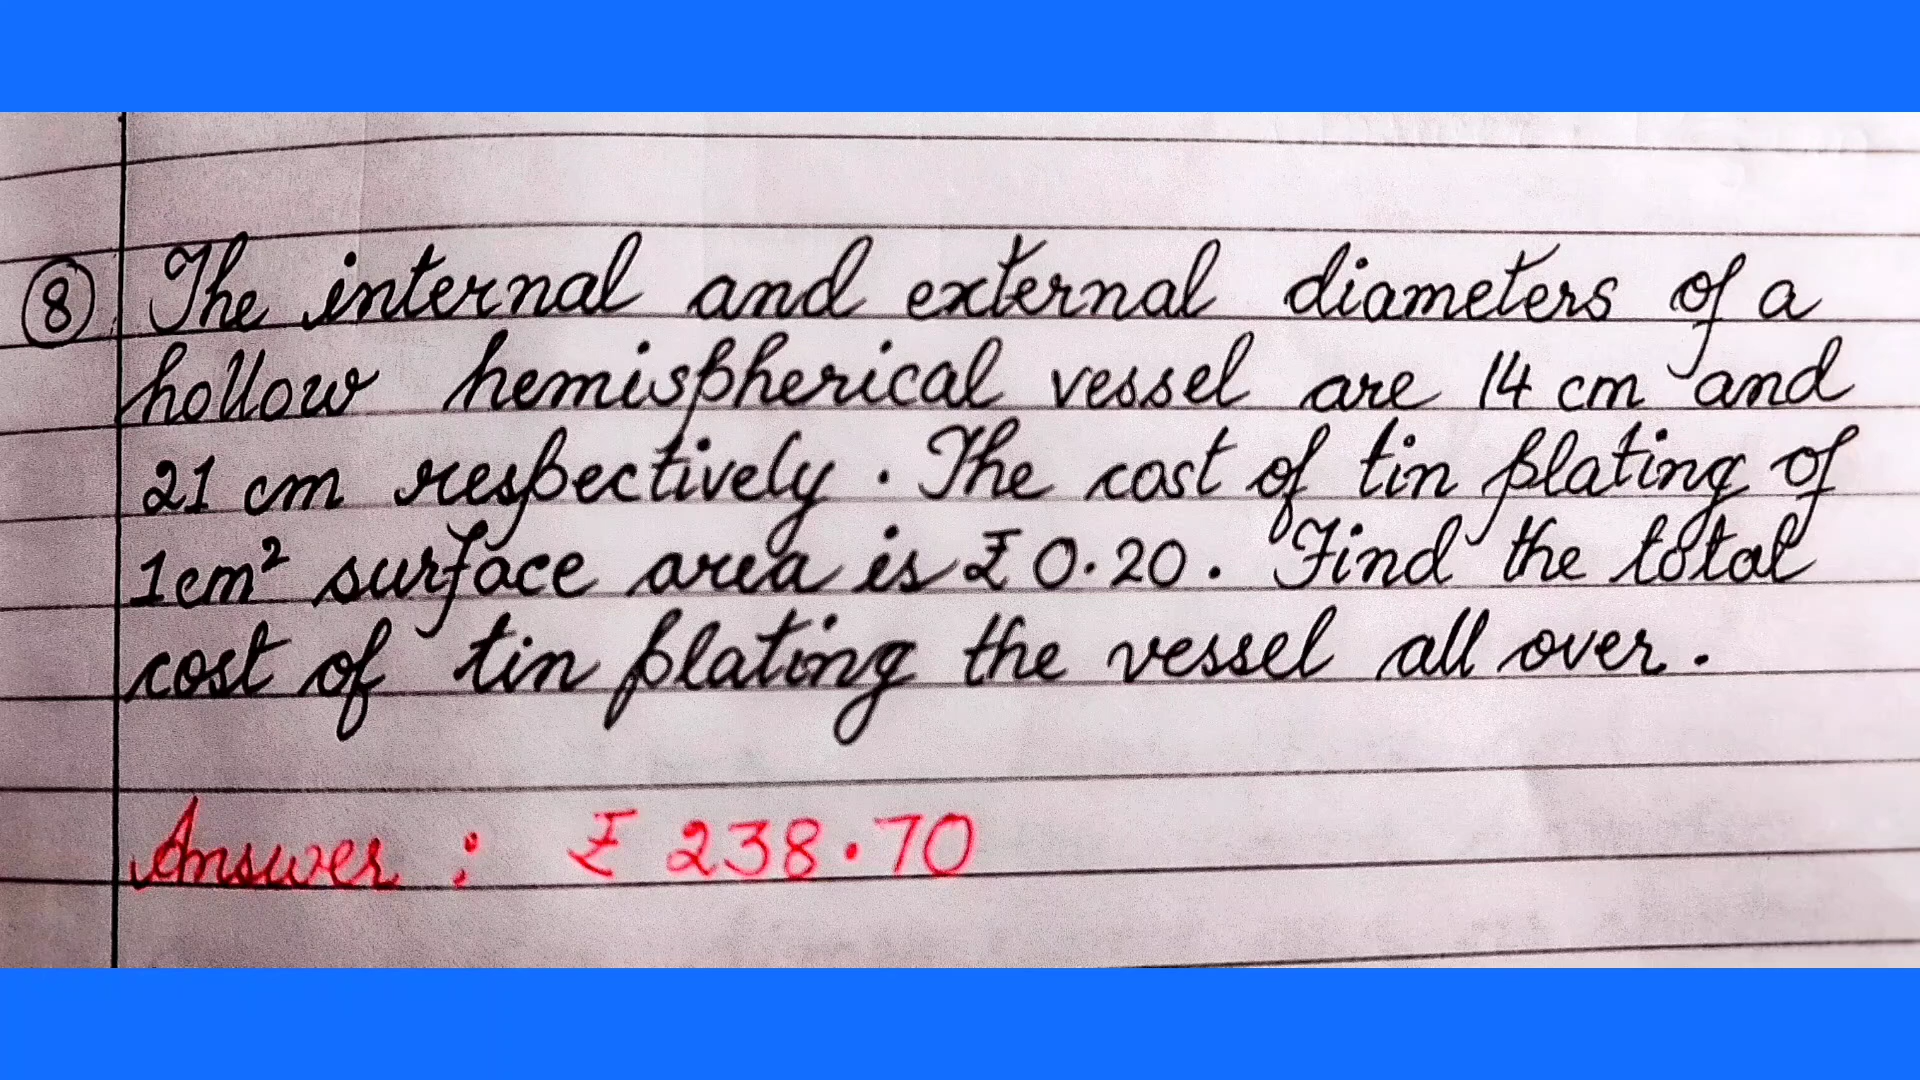 8 The internal and external diameters of a
hollow hemispherical vessel are 14 cm and
21 cm respectively. The cost of tin plating of
1cm² surface area is ₹ 0.20. Find the total
cost of tin plating the vessel all over.
Answer : ₹ 238.70